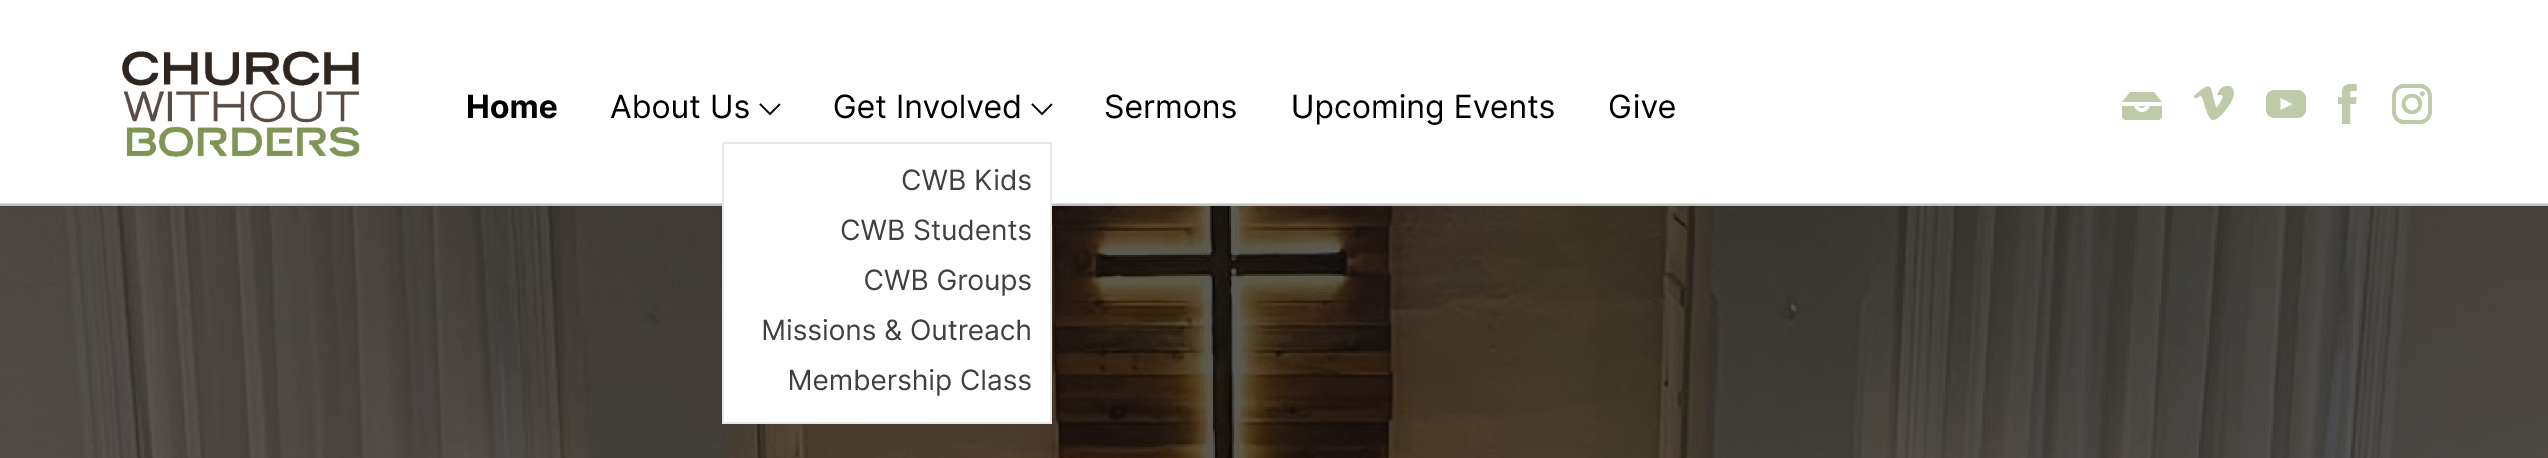 CHURCH
WITHOUT
BORDERS
Home About Us Get Involved Sermons Upcoming Events Give
CWB Kids
CWB Students
CWB Groups
Missions & Outreach
Membership Class